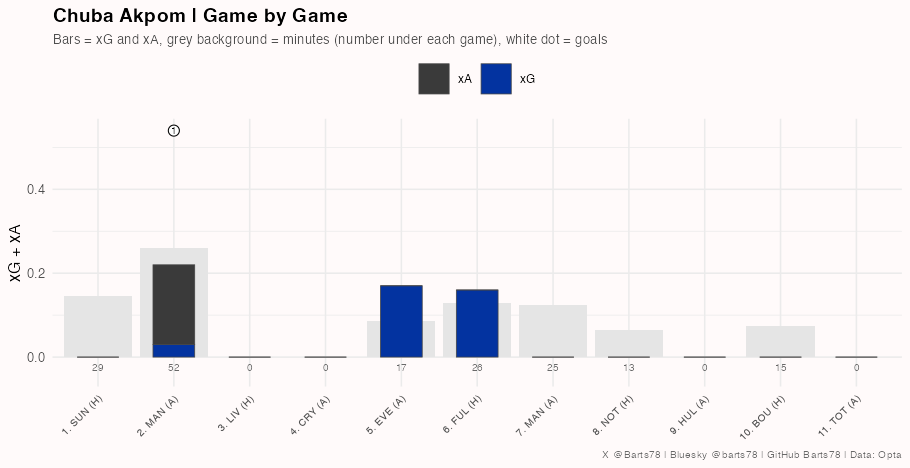 Chuba Akpom | Game by Game
Bars = xG and xA, grey background = minutes (number under each game), white dot = goals
xA xG
1
xG + xA
0.4
0.2
0.0
29 52 0 0 17 26 25 13 0 15 0
1. SUN (H) 2. MAN (A) 3. LIV (H) 4. CRY (A) 5. EVE (A) 6. FUL (H) 7. MAN (A) 8. NOT (H) 9. HUL (A) 10. BOU (H) 11. TOT (A)
X @Barts78 | Bluesky @barts78 | GitHub Barts78 | Data: Opta